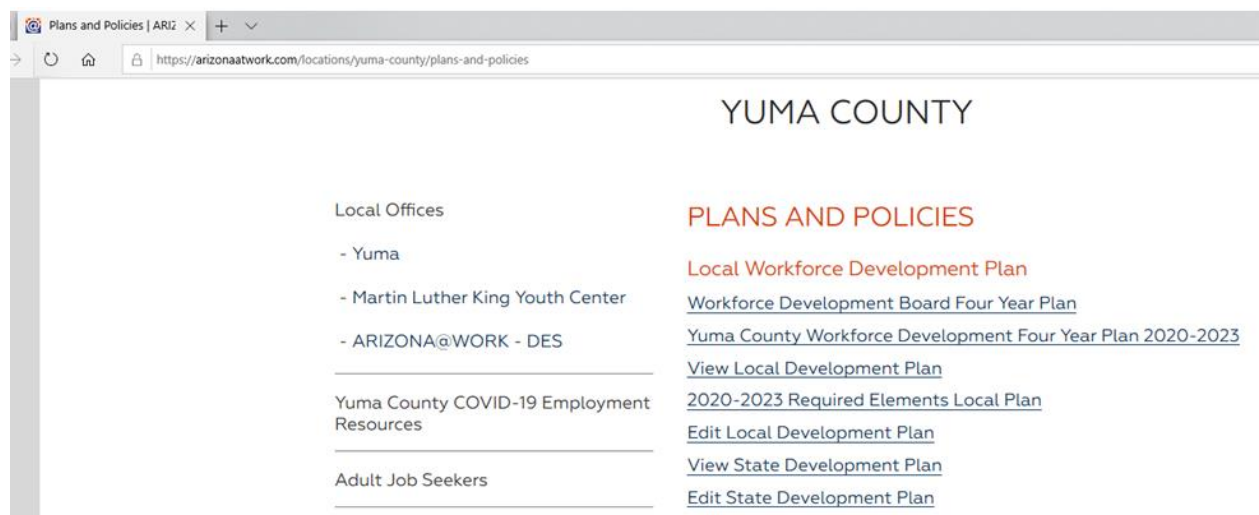 Plans and Policies | ARIZ
https://arizonaatwork.com/locations/yuma-county/plans-and-policies
YUMA COUNTY
Local Offices
- Yuma
- Martin Luther King Youth Center
- ARIZONA@WORK - DES
Yuma County COVID-19 Employment
Resources
Adult Job Seekers
PLANS AND POLICIES
Local Workforce Development Plan
Workforce Development Board Four Year Plan
Yuma County Workforce Development Four Year Plan 2020-2023
View Local Development Plan
2020-2023 Required Elements Local Plan
Edit Local Development Plan
View State Development Plan
Edit State Development Plan